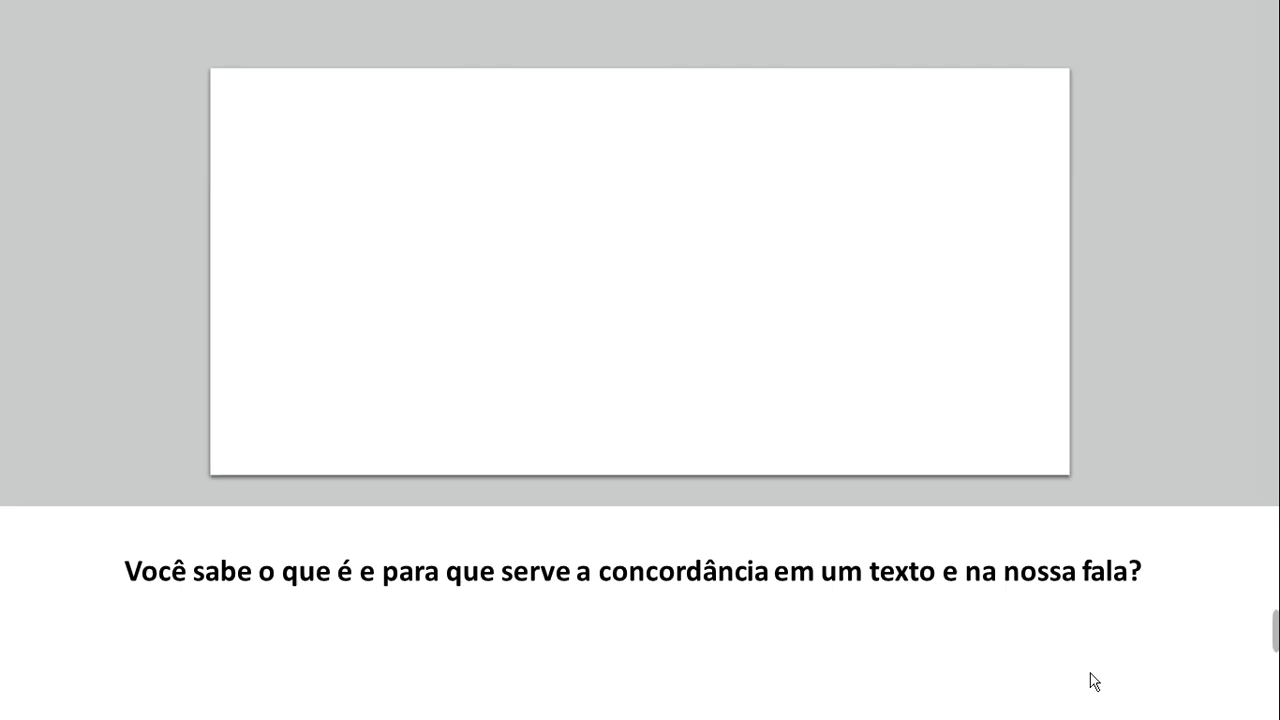 Você sabe o que é e para que serve a concordância em um texto e na nossa fala?